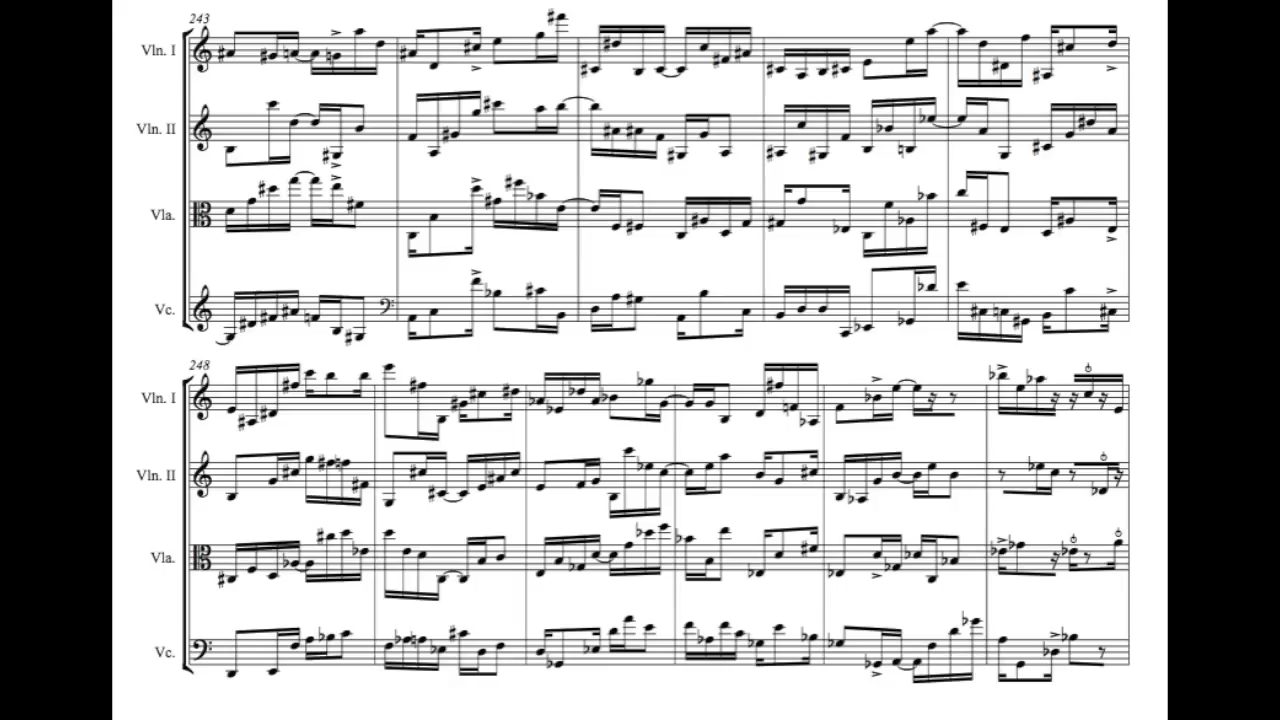 243
Vln. I
Vln. II
Vla.
Vc.
248
Vln. I
Vln. II
Vla.
Vc.